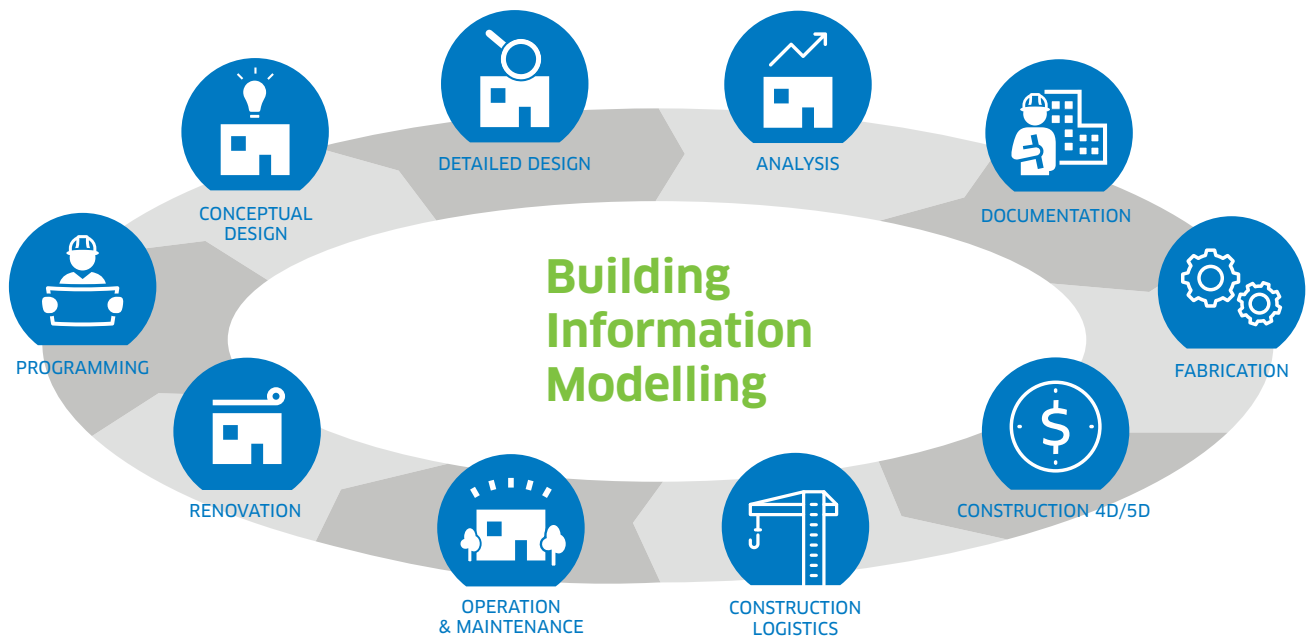 DETAILED DESIGN
ANALYSIS
CONCEPTUAL
DESIGN
DOCUMENTATION
Building
Information
Modelling
PROGRAMMING
FABRICATION
$
RENOVATION
CONSTRUCTION 4D/5D
OPERATION
& MAINTENANCE
CONSTRUCTION
LOGISTICS